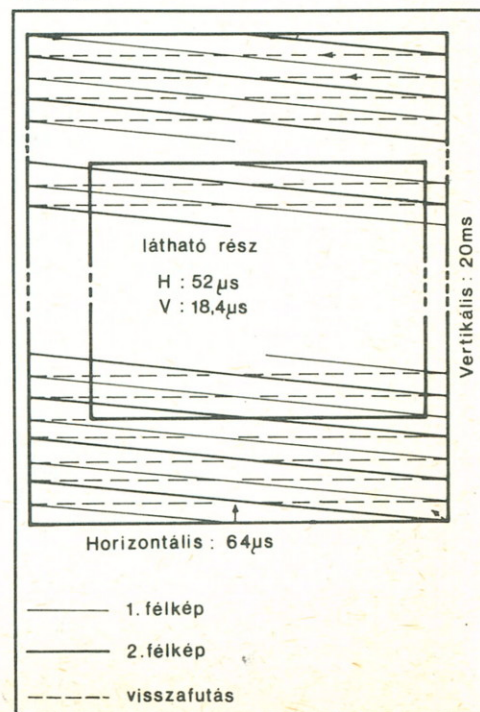 látható rész
H : 52µs
V : 18,4µs
Vertikális : 20ms
Horizontális : 64µs
1. félkép
2. félkép
visszafutás